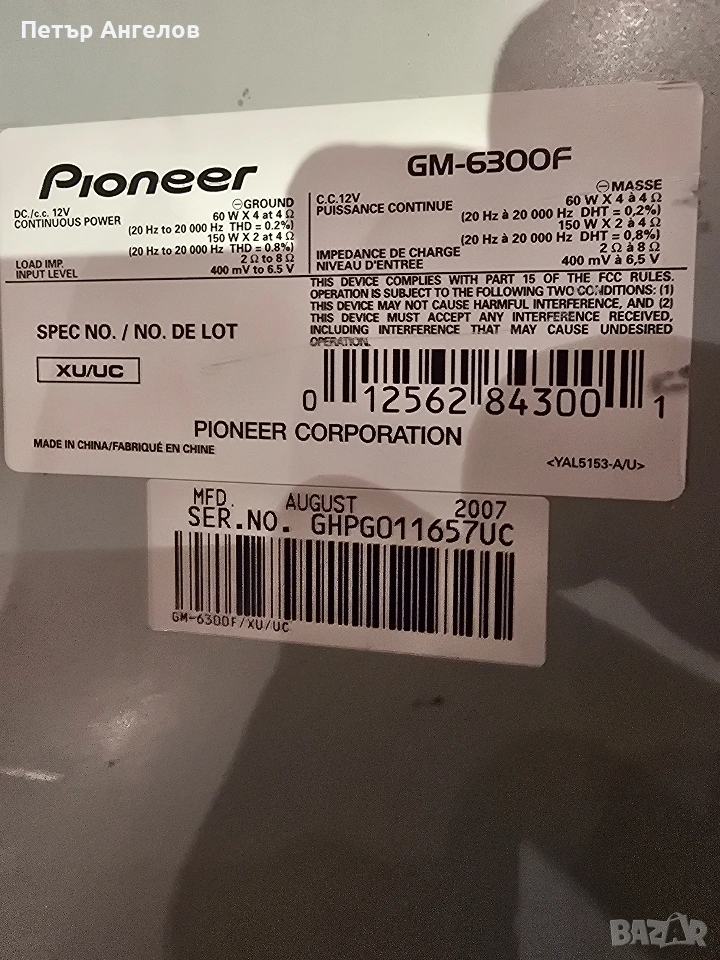 Петър Ангелов
Pioneer
GM-6300F
DC./c.c. 12V
⊖GROUND
CONTINUOUS POWER
60 W X 4 at 4 Ω
(20 Hz to 20 000 Hz THD = 0.2%)
150 W X 2 at 4 Ω
(20 Hz to 20 000 Hz THD = 0.8%)
LOAD IMP.
2 Ω to 8 Ω
INPUT LEVEL
400 mV to 6.5 V
C.C.12V
⊖MASSE
PUISSANCE CONTINUE
60 W X 4 à 4 Ω
(20 Hz à 20 000 Hz DHT = 0,2%)
150 W X 2 à 4 Ω
(20 Hz à 20 000 Hz DHT = 0,8%)
IMPEDANCE DE CHARGE
2 Ω à 8 Ω
NIVEAU D'ENTREE
400 mV à 6,5 V
THIS DEVICE COMPLIES WITH PART 15 OF THE FCC RULES.
OPERATION IS SUBJECT TO THE FOLLOWING TWO CONDITIONS: (1)
THIS DEVICE MAY NOT CAUSE HARMFUL INTERFERENCE, AND (2)
THIS DEVICE MUST ACCEPT ANY INTERFERENCE RECEIVED,
INCLUDING INTERFERENCE THAT MAY CAUSE UNDESIRED
OPERATION.
SPEC NO. / NO. DE LOT
XU/UC
0 12562 84300 1
PIONEER CORPORATION
MADE IN CHINA/FABRIQUÉ EN CHINE
<YAL5153-A/U>
MFD. AUGUST 2007
SER.NO. GHPG011657UC
GM-6300F/XU/UC
BAZAR